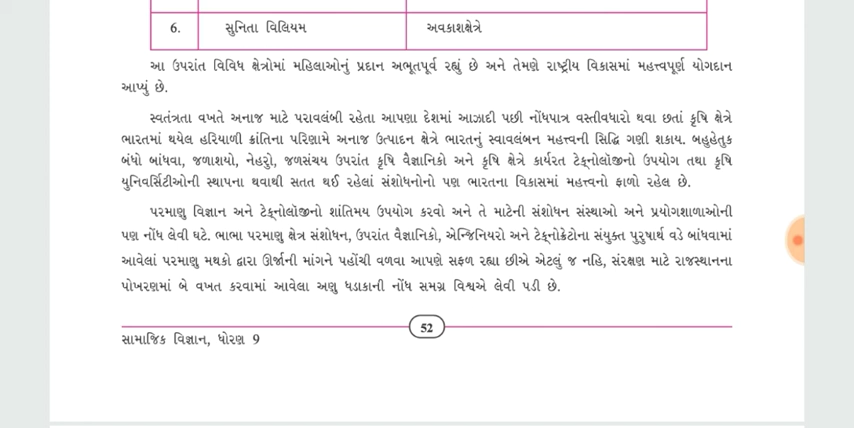 6. સુનિતા વિલિયમ અવકાશક્ષેત્રે
આ ઉપરાંત વિવિધ ક્ષેત્રોમાં મહિલાઓનું પ્રદાન અભૂતપૂર્વ રહ્યું છે અને તેમણે રાષ્ટ્રીય વિકાસમાં મહત્ત્વપૂર્ણ યોગદાન
આપ્યું છે.
સ્વતંત્રતા વખતે અનાજ માટે પરાવલંબી રહેતા આપણા દેશમાં આઝાદી પછી નોંધપાત્ર વસ્તીવધારો થવા છતાં કૃષિ ક્ષેત્રે
ભારતમાં થયેલ હરિયાળી ક્રાંતિના પરિણામે અનાજ ઉત્પાદન ક્ષેત્રે ભારતનું સ્વાવલંબન મહત્ત્વની સિદ્ધિ ગણી શકાય. બહુહેતુક
બંધો બાંધવા, જળાશયો, નેહરું, જળસંચય ઉપરાંત કૃષિ વૈજ્ઞાનિકો અને કૃષિ ક્ષેત્રે કાર્યરત ટેક્નોલૉજીનો ઉપયોગ તથા કૃષિ
યુનિવર્સિટીઓની સ્થાપના થવાથી સતત થઈ રહેલાં સંશોધનોનો પણ ભારતના વિકાસમાં મહત્ત્વનો ફાળો રહેલ છે.
પરમાણુ વિજ્ઞાન અને ટેક્નોલૉજીનો શાંતિમય ઉપયોગ કરવો અને તે માટેની સંશોધન સંસ્થાઓ અને પ્રયોગશાળાઓની
પણ નોંધ લેવી ઘટે. ભાભા પરમાણુ ક્ષેત્ર સંશોધન, ઉપરાંત વૈજ્ઞાનિકો, એન્જિનિયરો અને ટેક્નોક્રેટોના સંયુક્ત પુરુષાર્થ વડે બાંધવામાં
આવેલાં પરમાણુ મથકો દ્વારા ઊર્જાની માંગને પહોંચી વળવા આપણે સફળ રહ્યા છીએ એટલું જ નહિ, સંરક્ષણ માટે રાજસ્થાનના
પોખરણમાં બે વખત કરવામાં આવેલા અણુ ધડાકાની નોંધ સમગ્ર વિશ્વએ લેવી પડી છે.
52
સામાજિક વિજ્ઞાન, ધોરણ 9